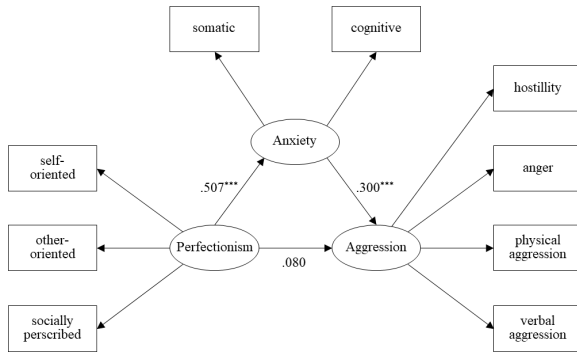 somatic
cognitive
hostillity
Anxiety
self-
oriented
anger
.507***
.300***
other-
oriented
Perfectionism
Aggression
physical
aggression
.080
socially
perscribed
verbal
aggression